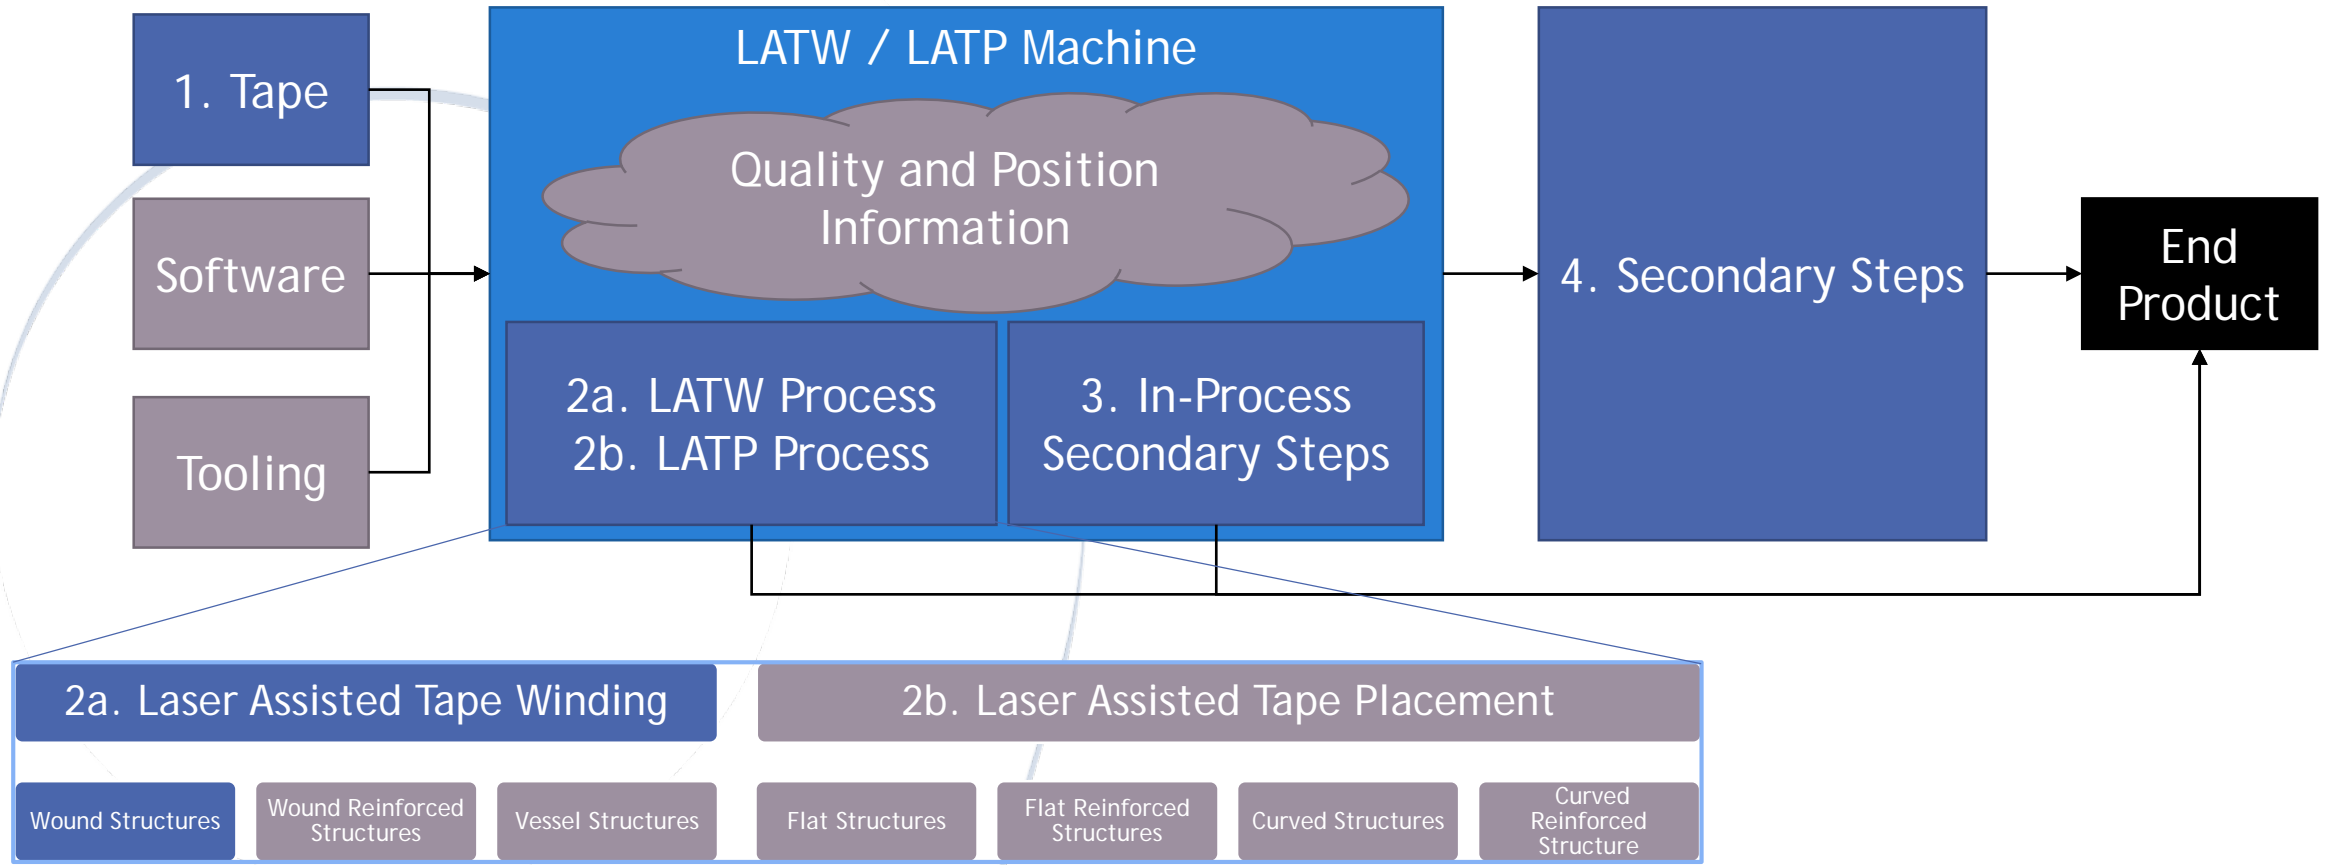 1. Tape
Software
Tooling
LATW / LATP Machine
Quality and Position
Information
2a. LATW Process
2b. LATP Process
3. In-Process
Secondary Steps
4. Secondary Steps
End
Product
2a. Laser Assisted Tape Winding
2b. Laser Assisted Tape Placement
Wound Structures
Wound Reinforced
Structures
Vessel Structures
Flat Structures
Flat Reinforced
Structures
Curved Structures
Curved
Reinforced
Structure